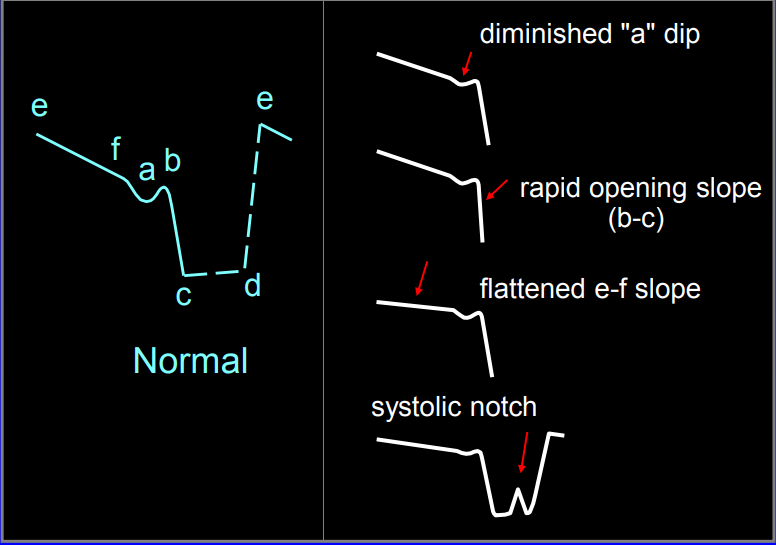 e
f
a
b
c
d
e
Normal
diminished "a" dip
rapid opening slope
(b-c)
flattened e-f slope
systolic notch